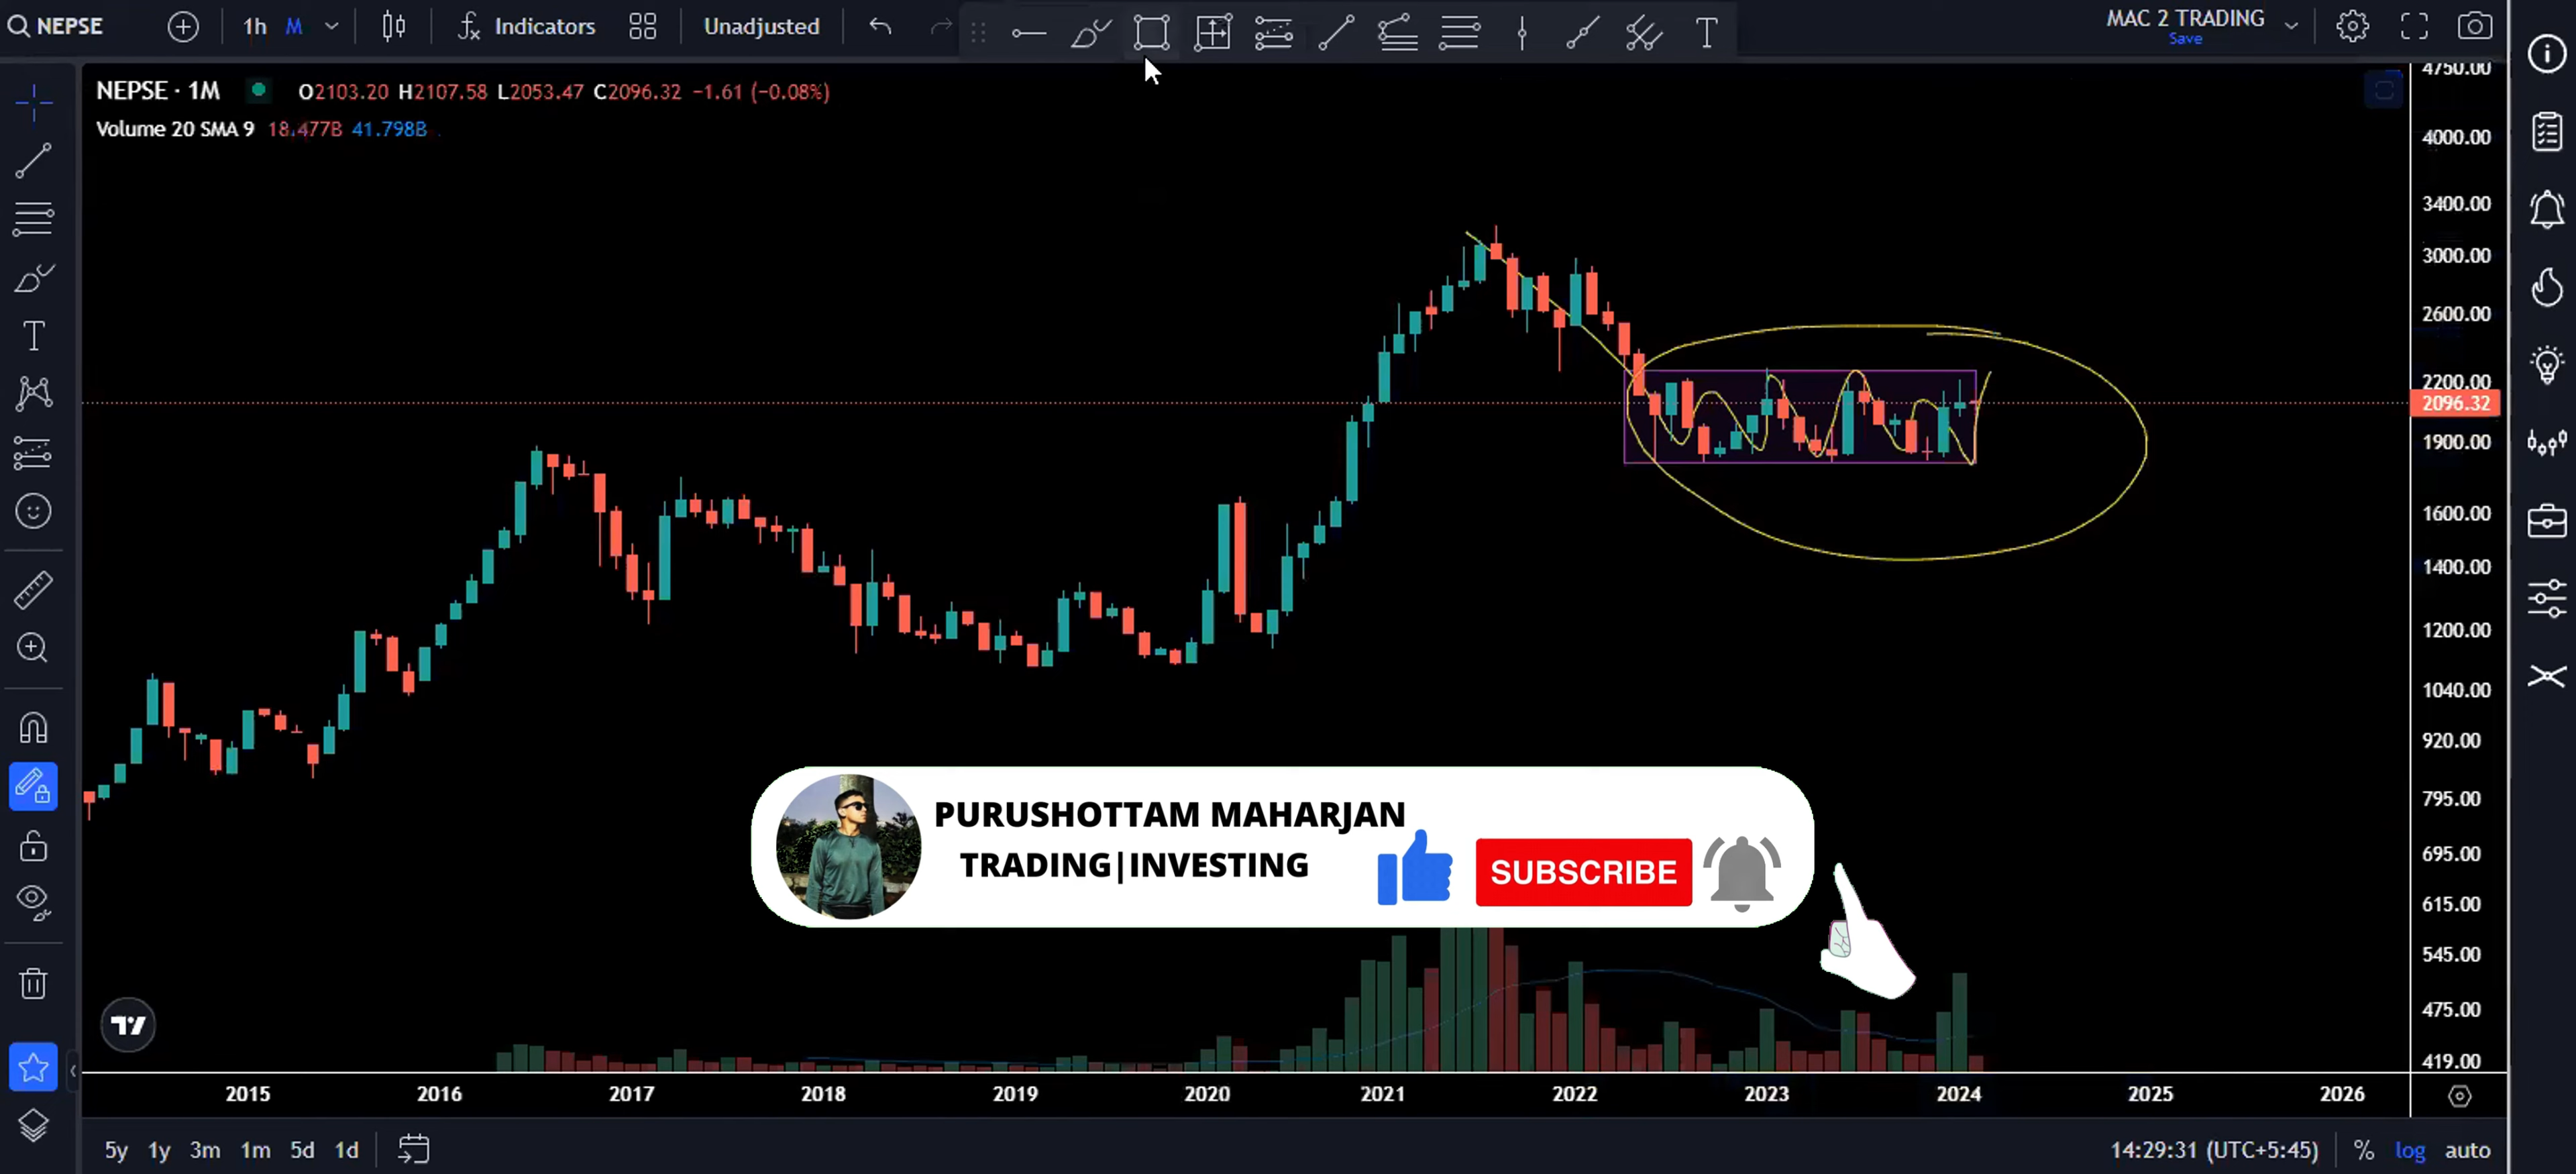 NEPSE 1h M Indicators Unadjusted T MAC 2 TRADING
Save
NEPSE · 1M O2103.20 H2107.58 L2053.47 C2096.32 −1.61 (−0.08%)
Volume 20 SMA 9 18.477B 41.798B
4750.00
4000.00
3400.00
3000.00
2600.00
2200.00
2096.32
1900.00
1600.00
1400.00
1200.00
1040.00
920.00
795.00
695.00
615.00
545.00
475.00
419.00
PURUSHOTTAM MAHARJAN
TRADING|INVESTING
SUBSCRIBE
2015 2016 2017 2018 2019 2020 2021 2022 2023 2024 2025 2026
5y 1y 3m 1m 5d 1d 14:29:31 (UTC+5:45) % log auto